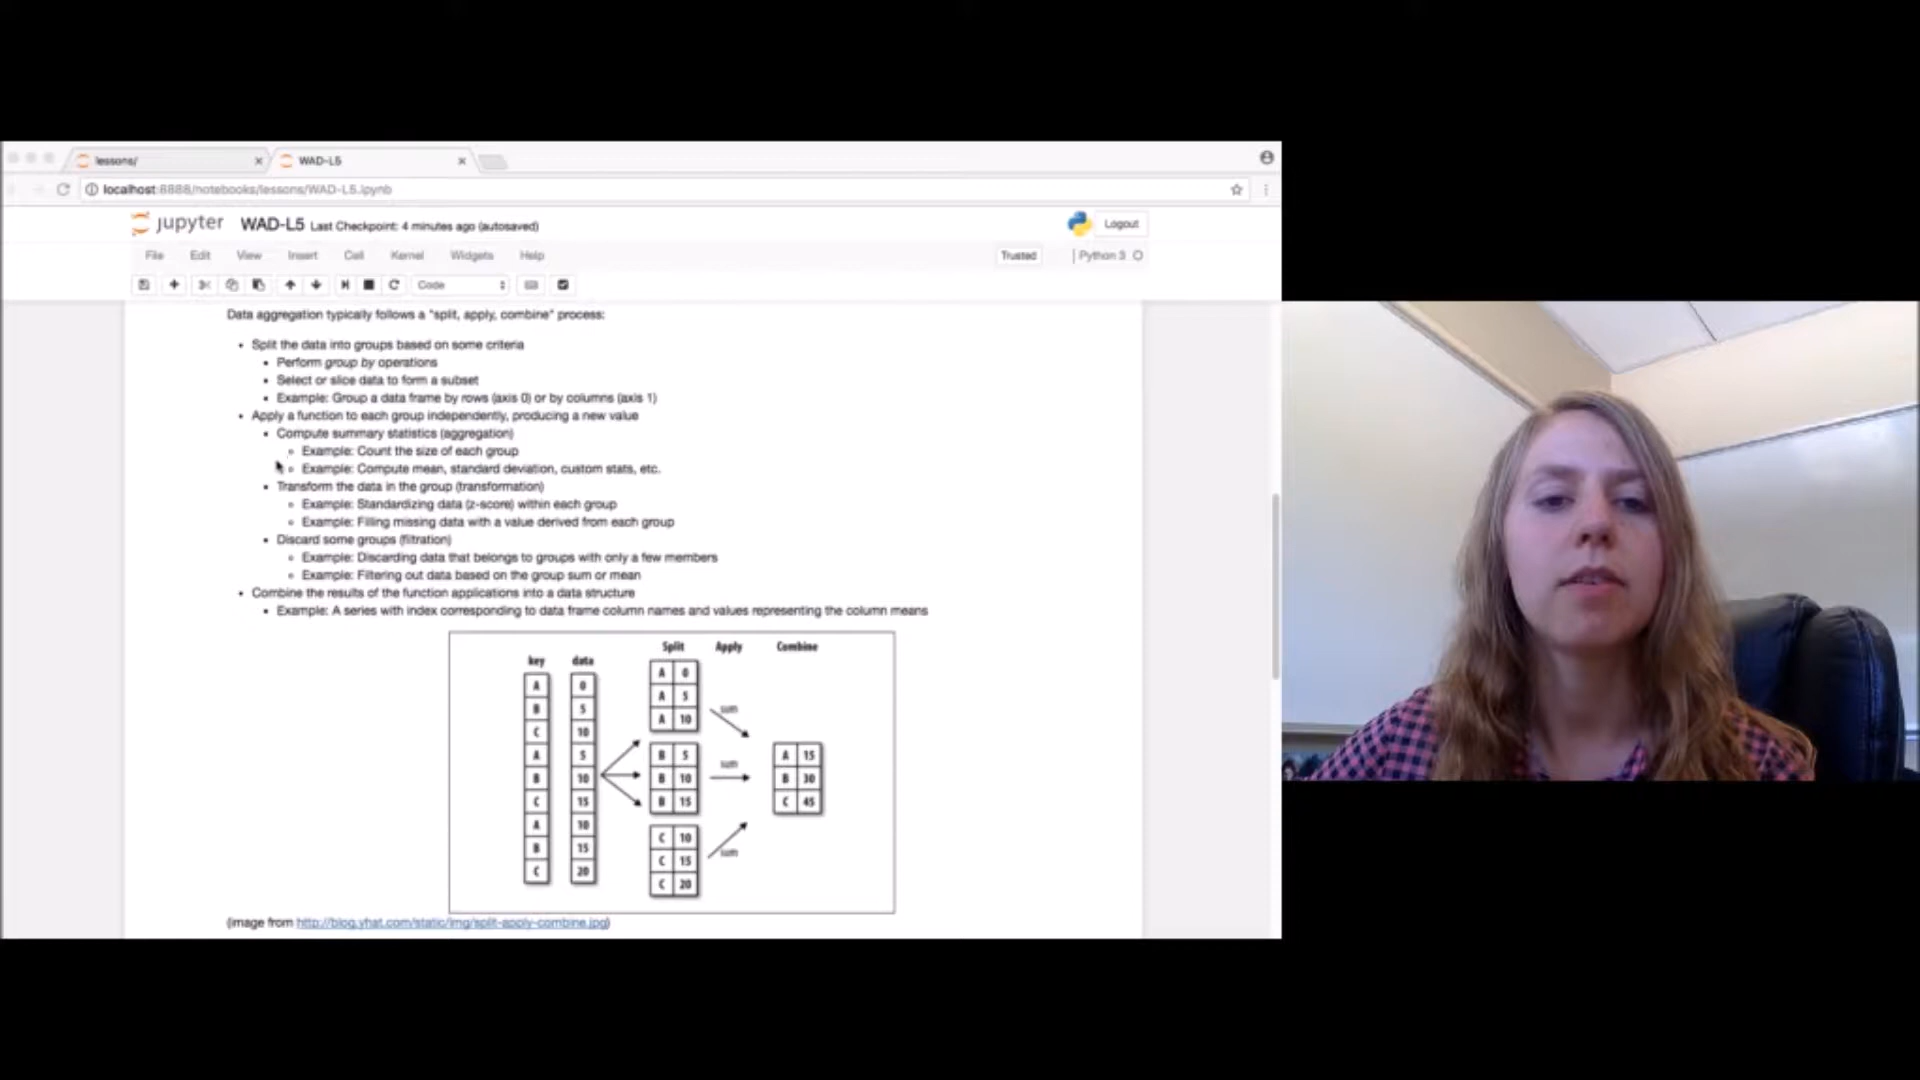 lessons/
WAD-L5
localhost:8888/notebooks/lessons/WAD-L5.ipynb
jupyter WAD-L5 Last Checkpoint: 4 minutes ago (autosaved)
Logout
File Edit View Insert Cell Kernel Widgets Help
Trusted
Python 3
Code
Data aggregation typically follows a "split, apply, combine" process:
Split the data into groups based on some criteria
Perform group by operations
Select or slice data to form a subset
Example: Group a data frame by rows (axis 0) or by columns (axis 1)
Apply a function to each group independently, producing a new value
Compute summary statistics (aggregation)
Example: Count the size of each group
Example: Compute mean, standard deviation, custom stats, etc.
Transform the data in the group (transformation)
Example: Standardizing data (z-score) within each group
Example: Filling missing data with a value derived from each group
Discard some groups (filtration)
Example: Discarding data that belongs to groups with only a few members
Example: Filtering out data based on the group sum or mean
Combine the results of the function applications into a data structure
Example: A series with index corresponding to data frame column names and values representing the column means
key data
A 0
B 5
C 10
A 5
B 10
C 15
A 10
B 15
C 20
Split
A 0
A 5
A 10
B 5
B 10
B 15
C 10
C 15
C 20
Apply
sum
sum
sum
Combine
A 15
B 30
C 45
(image from http://blog.yhat.com/static/img/split-apply-combine.jpg)